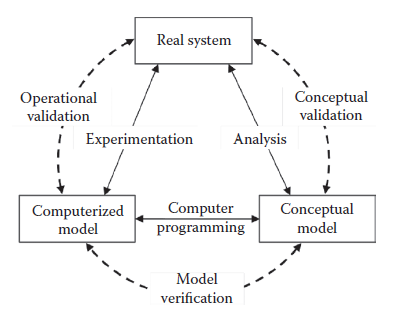 Real system
Operational
validation
Conceptual
validation
Experimentation
Analysis
Computerized
model
Computer
programming
Conceptual
model
Model
verification